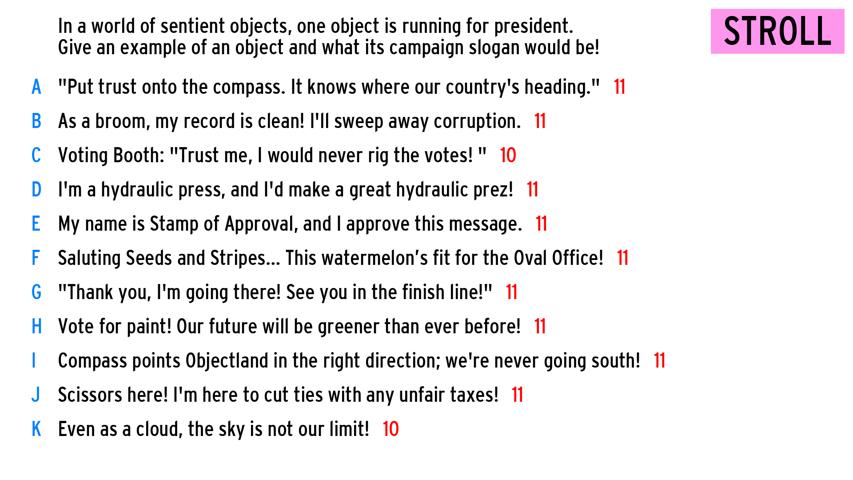 In a world of sentient objects, one object is running for president.
Give an example of an object and what its campaign slogan would be!
STROLL
A "Put trust onto the compass. It knows where our country's heading." 11
B As a broom, my record is clean! I'll sweep away corruption. 11
C Voting Booth: "Trust me, I would never rig the votes! " 10
D I'm a hydraulic press, and I'd make a great hydraulic prez! 11
E My name is Stamp of Approval, and I approve this message. 11
F Saluting Seeds and Stripes... This watermelon’s fit for the Oval Office! 11
G "Thank you, I'm going there! See you in the finish line!" 11
H Vote for paint! Our future will be greener than ever before! 11
I Compass points Objectland in the right direction; we're never going south! 11
J Scissors here! I'm here to cut ties with any unfair taxes! 11
K Even as a cloud, the sky is not our limit! 10